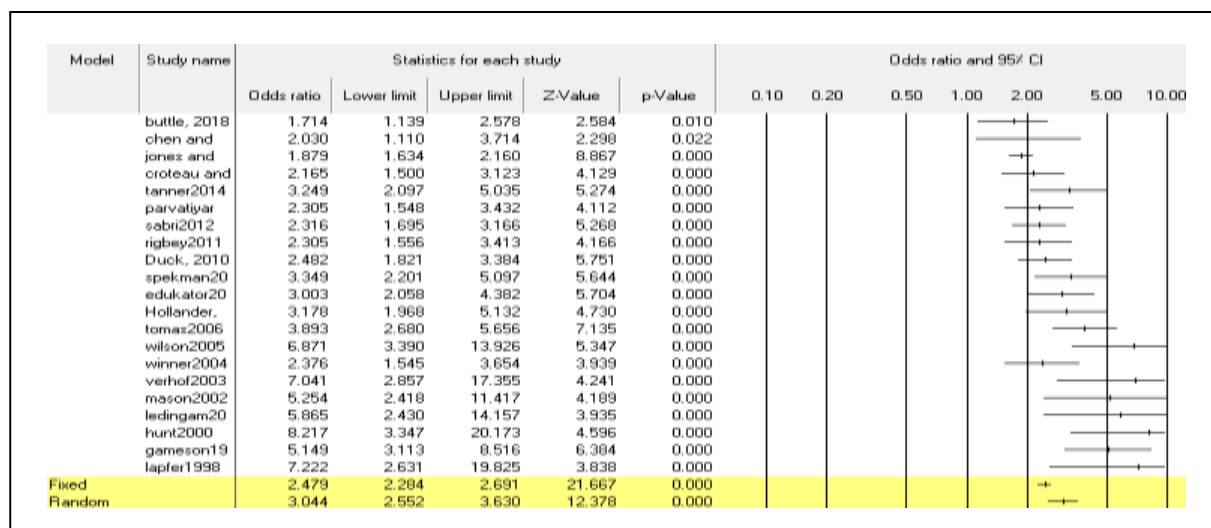 Model Study name Statistics for each study Odds ratio and 95% CI
Odds ratio Lower limit Upper limit Z-Value p-Value 0.10 0.20 0.50 1.00 2.00 5.00 10.00
buttle, 2018 1.714 1.139 2.578 2.584 0.010
chen and 2.030 1.110 3.714 2.298 0.022
jones and 1.879 1.634 2.160 8.867 0.000
croteau and 2.165 1.500 3.123 4.129 0.000
tanner2014 3.249 2.097 5.035 5.274 0.000
parvatiyar 2.305 1.548 3.432 4.112 0.000
sabri2012 2.316 1.695 3.166 5.268 0.000
rigbey2011 2.305 1.556 3.413 4.166 0.000
Duck, 2010 2.482 1.821 3.384 5.751 0.000
spekman20 3.349 2.201 5.097 5.644 0.000
edukator20 3.003 2.058 4.382 5.704 0.000
Hollander, 3.178 1.968 5.132 4.730 0.000
tomas2006 3.893 2.680 5.656 7.135 0.000
wilson2005 6.871 3.390 13.926 5.347 0.000
winner2004 2.376 1.545 3.654 3.939 0.000
verhof2003 7.041 2.857 17.355 4.241 0.000
mason2002 5.254 2.418 11.417 4.189 0.000
ledingam20 5.865 2.430 14.157 3.935 0.000
hunt2000 8.217 3.347 20.173 4.596 0.000
gameson19 5.149 3.113 8.516 6.384 0.000
lapfer1998 7.222 2.631 19.825 3.838 0.000
Fixed 2.479 2.284 2.691 21.667 0.000
Random 3.044 2.552 3.630 12.378 0.000